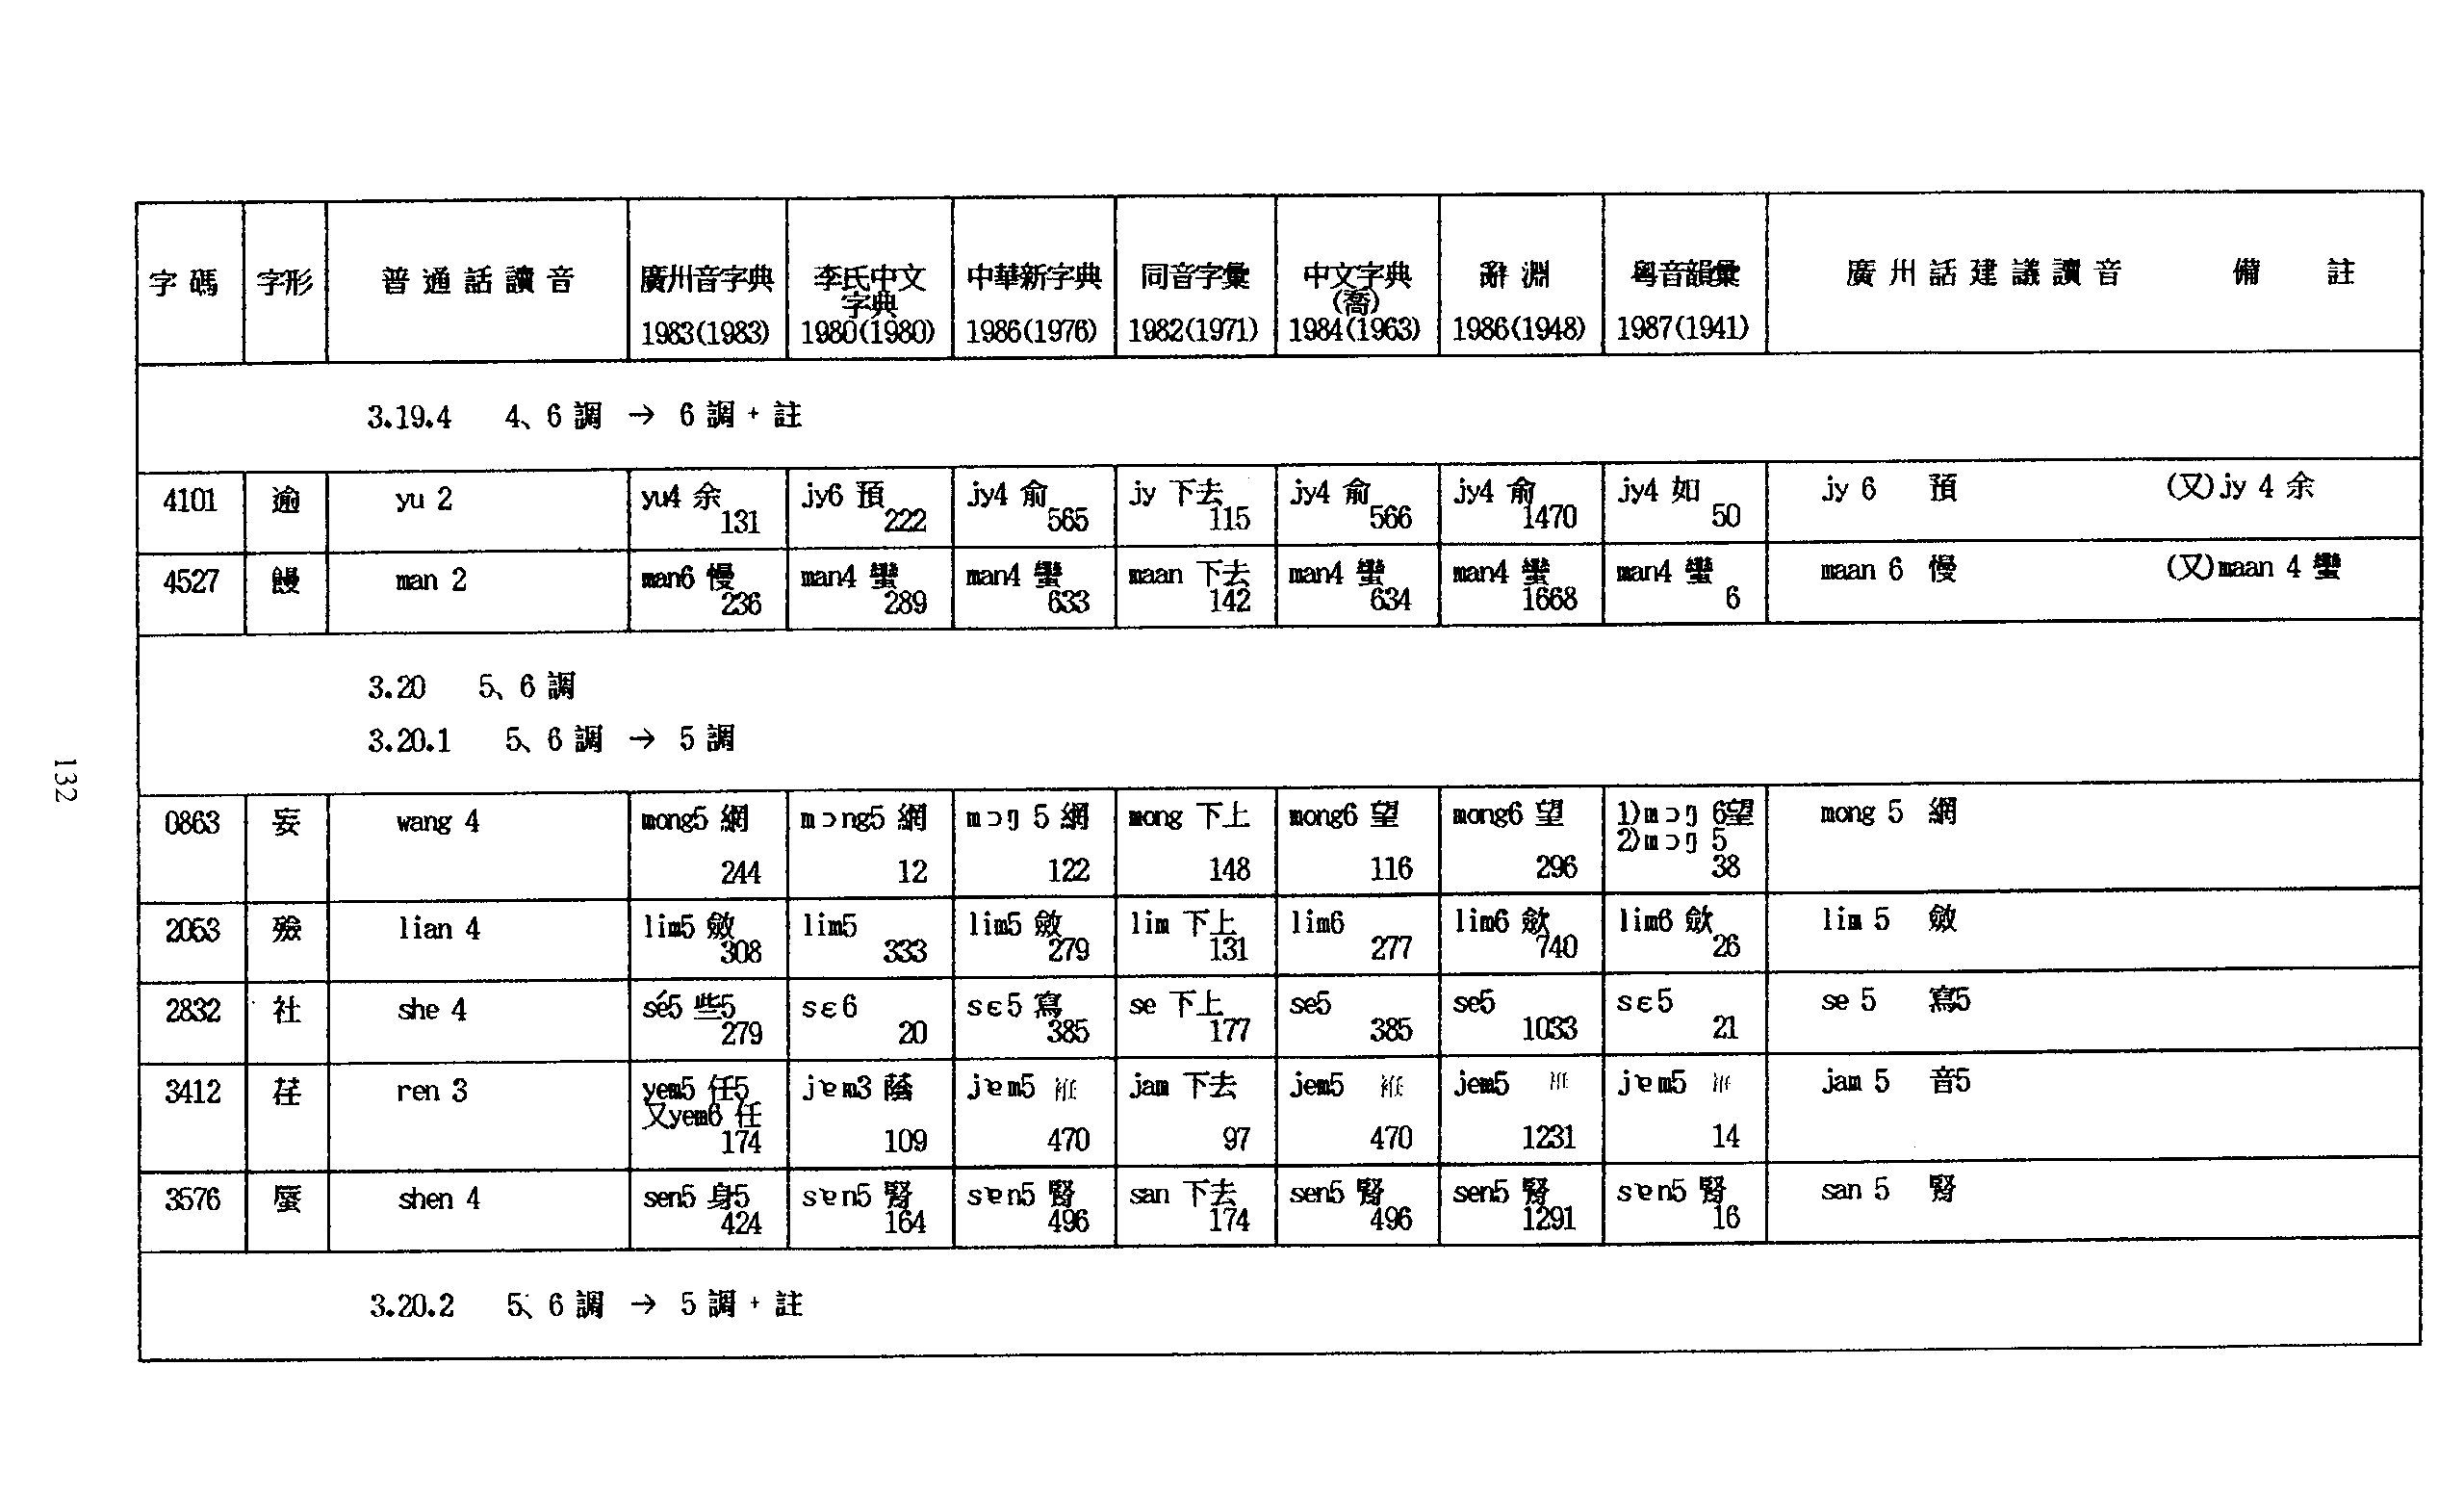 字碼 字形 普通話讀音 廣州音字典 1983(1983) 李氏中文字典 1980(1980) 中華新字典 1986(1976) 同音字彙 1982(1971) 中文字典(喬) 1984(1963) 辭淵 1986(1948) 粵音韻彙 1987(1941) 廣州話建議讀音 備註
3.19.4 4、6調 → 6調+註
4101 逾 yu 2 yu4 余 131 jy6 預 222 jy4 俞 565 jy 下去 115 jy4 俞 566 jy4 俞 1470 jy4 如 50 jy 6 預 (又)jy 4 余
4527 饅 man 2 man6 慢 236 man4 蠻 289 man4 蠻 633 maan 下去 142 man4 蠻 634 man4 蠻 1668 man4 蠻 6 maan 6 慢 (又)maan 4 蠻
3.20 5、6調
3.20.1 5、6調 → 5調
0863 妄 wang 4 mong5 網 244 mɔng5 網 12 mɔŋ 5 網 122 mong 下上 148 mong6 望 116 mong6 望 296 1)mɔŋ 6望 2)mɔŋ 5 38 mong 5 網
2053 殮 lian 4 lim5 斂 308 lim5 333 lim5 斂 279 lim 下上 131 lim6 277 lim6 歛 740 lim6 歛 26 lim 5 斂
2832 社 she 4 sé5 些5 279 sɛ6 20 sɛ5 寫 385 se 下上 177 se5 385 se5 1033 sɛ5 21 se 5 寫5
3412 荏 ren 3 yem5 任5 又yem6 任 174 jɐm3 蔭 109 jɐm5 470 jam 下去 97 jem5 470 jem5 1231 jɐm5 14 jam 5 音5
3576 蜃 shen 4 sen5 身5 424 sɐn5 腎 164 sɐn5 腎 496 san 下去 174 sen5 腎 496 sen5 腎 1291 sɐn5 腎 16 san 5 腎
3.20.2 5、6調 → 5調+註
132